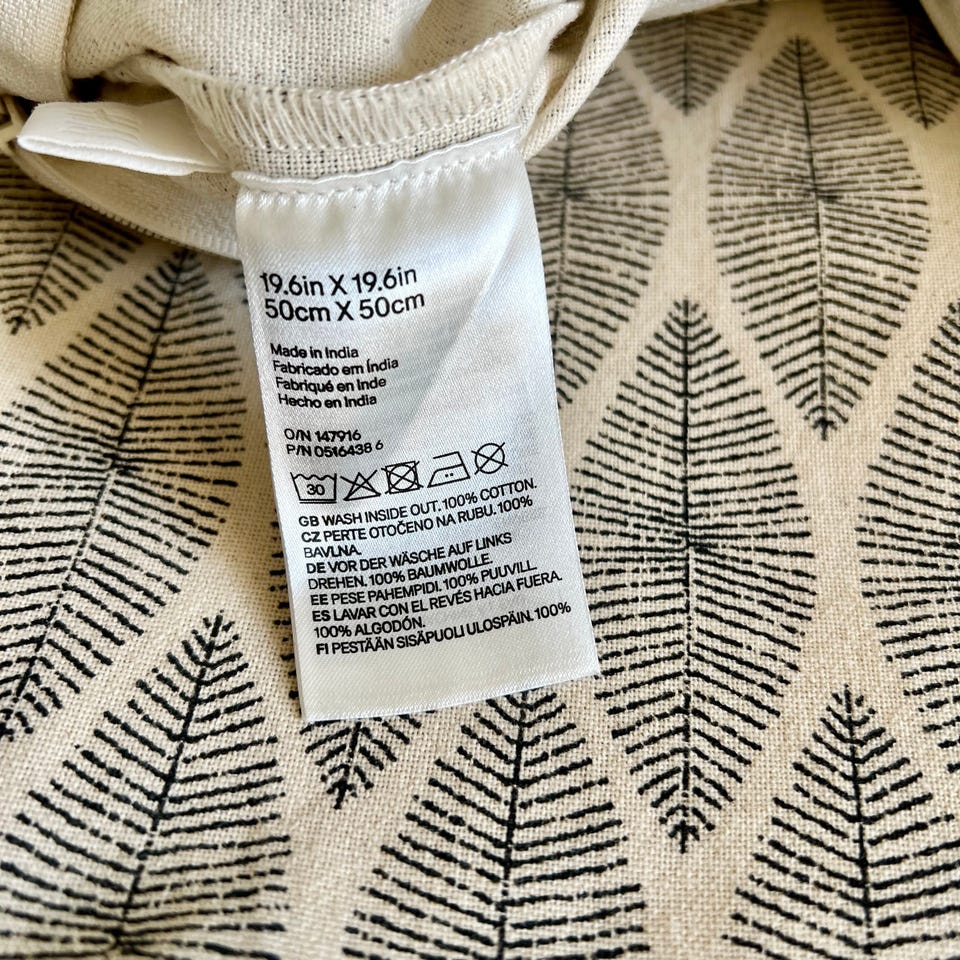 19.6in X 19.6in
50cm X 50cm
Made in India
Fabricado em Índia
Fabriqué en Inde
Hecho en India
O/N 147916
P/N 0516438 6
30
GB WASH INSIDE OUT. 100% COTTON.
CZ PERTE OTOČENO NA RUBU. 100%
BAVLNA.
DE VOR DER WÄSCHE AUF LINKS
DREHEN. 100% BAUMWOLLE.
EE PESE PAHEMPIDI. 100% PUUVILL
ES LAVAR CON EL REVÉS HACIA FUERA.
100% ALGODÓN.
FI PESTÄÄN SISÄPUOLI ULOSPÄIN. 100%